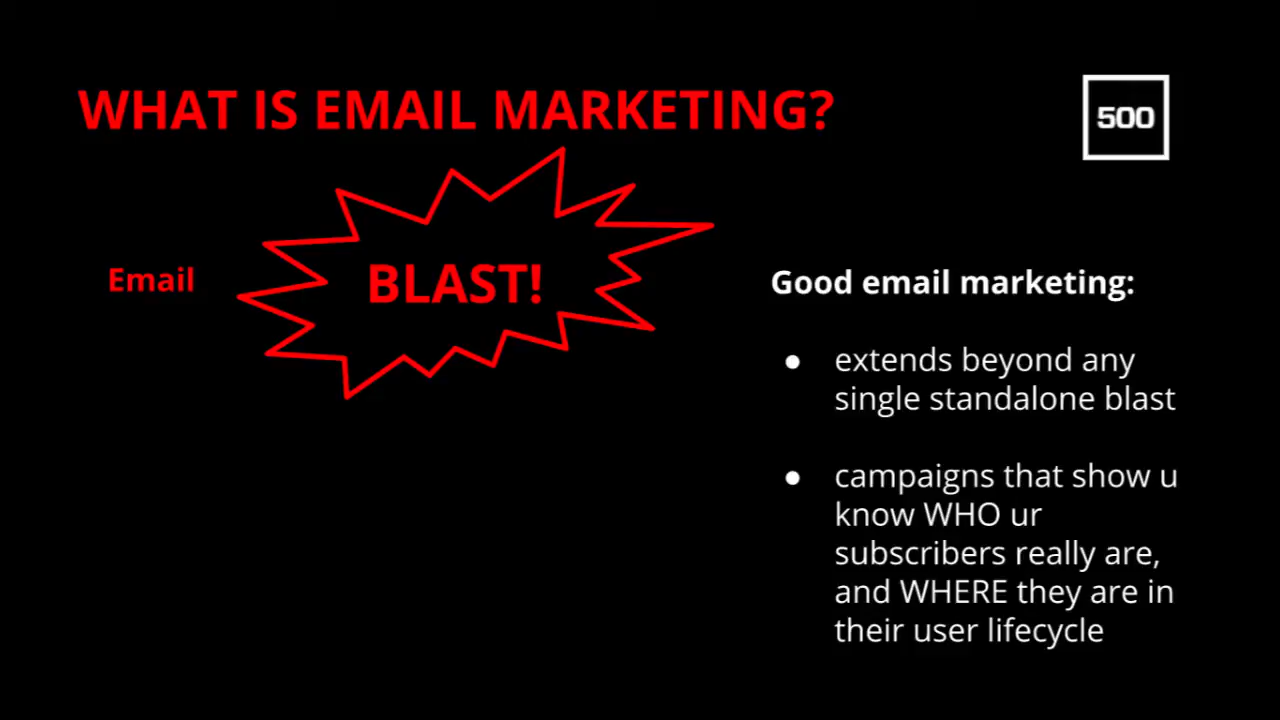 WHAT IS EMAIL MARKETING?
500
Email
BLAST!
Good email marketing:
● extends beyond any
single standalone blast
● campaigns that show u
know WHO ur
subscribers really are,
and WHERE they are in
their user lifecycle